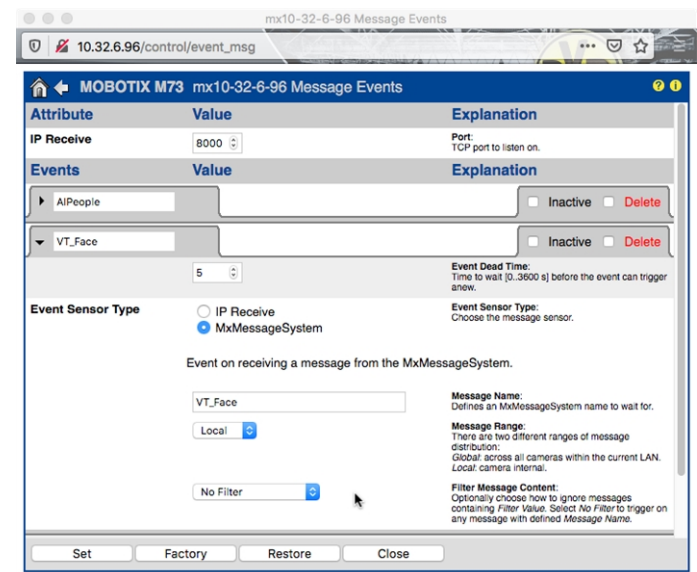 mx10-32-6-96 Message Events
10.32.6.96/control/event_msg
MOBOTIX M73 mx10-32-6-96 Message Events
Attribute Value Explanation
IP Receive 8000 Port:
TCP port to listen on.
Events Value Explanation
AIPeople Inactive Delete
VT_Face Inactive Delete
5 Event Dead Time:
Time to wait [0..3600 s] before the event can trigger
anew.
Event Sensor Type IP Receive Event Sensor Type:
MxMessageSystem Choose the message sensor.
Event on receiving a message from the MxMessageSystem.
VT_Face Message Name:
Defines an MxMessageSystem name to wait for.
Local Message Range:
There are two different ranges of message
distribution:
Global: across all cameras within the current LAN.
Local: camera internal.
No Filter Filter Message Content:
Optionally choose how to ignore messages
containing Filter Value. Select No Filter to trigger on
any message with defined Message Name.
Set Factory Restore Close